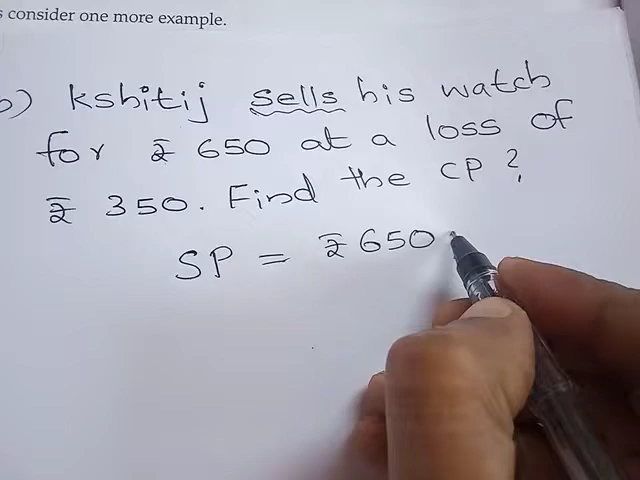 consider one more example.
b) Kshitij sells his watch
for ₹ 650 at a loss of
₹ 350. Find the CP?
SP = ₹ 650